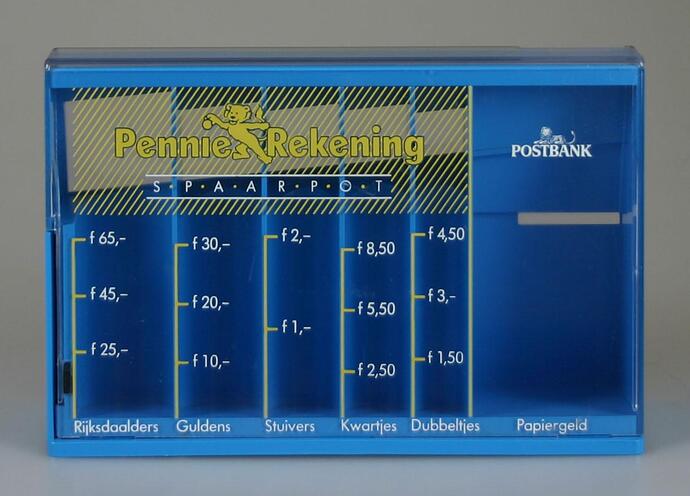 Pennie Rekening
S·P·A·A·R·P·O·T
POSTBANK
f 65,-
f 45,-
f 25,-
f 30,-
f 20,-
f 10,-
f 2,-
f 1,-
f 8,50
f 5,50
f 2,50
f 4,50
f 3,-
f 1,50
Rijksdaalders Guldens Stuivers Kwartjes Dubbeltjes Papiergeld